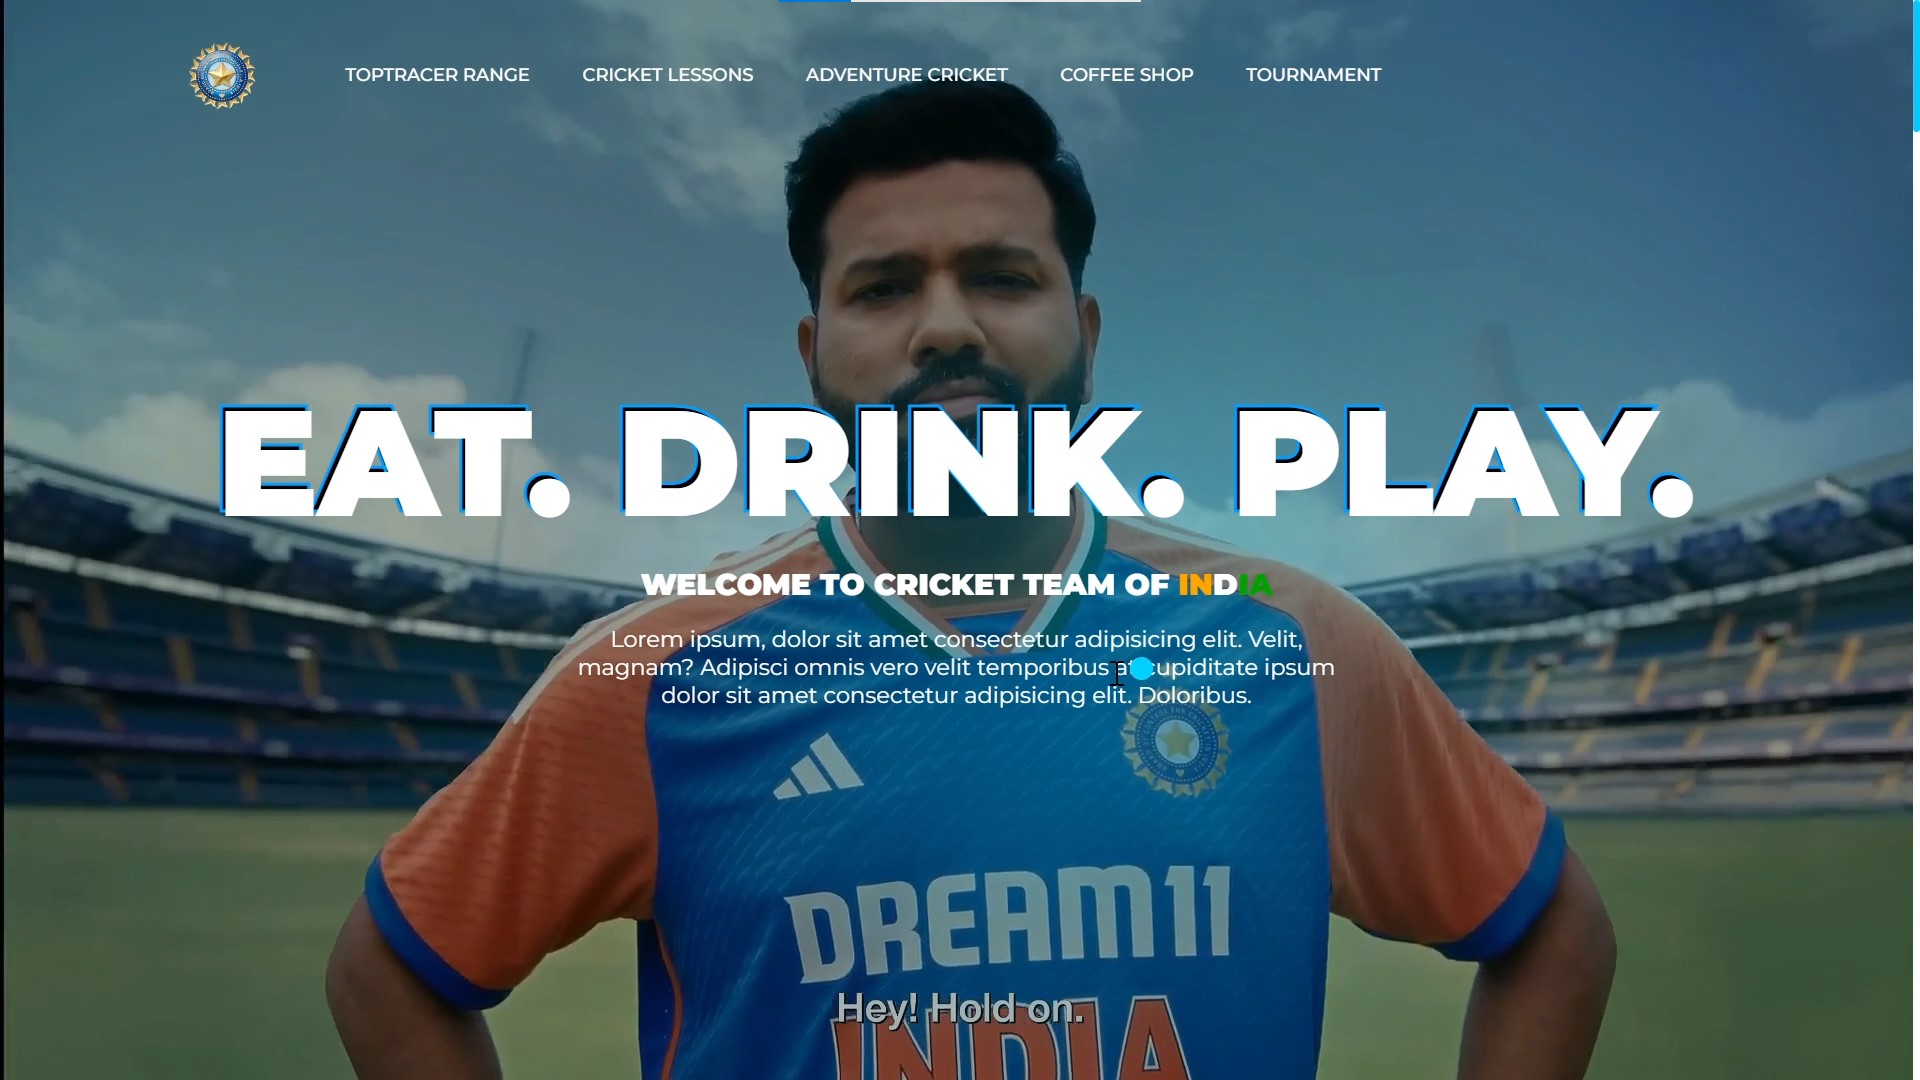 TOPTRACER RANGE CRICKET LESSONS ADVENTURE CRICKET COFFEE SHOP TOURNAMENT
EAT. DRINK. PLAY.
WELCOME TO CRICKET TEAM OF INDIA
Lorem ipsum, dolor sit amet consectetur adipisicing elit. Velit,
magnam? Adipisci omnis vero velit temporibus at cupiditate ipsum
dolor sit amet consectetur adipisicing elit. Doloribus.
DREAM11
Hey! Hold on.
INDIA